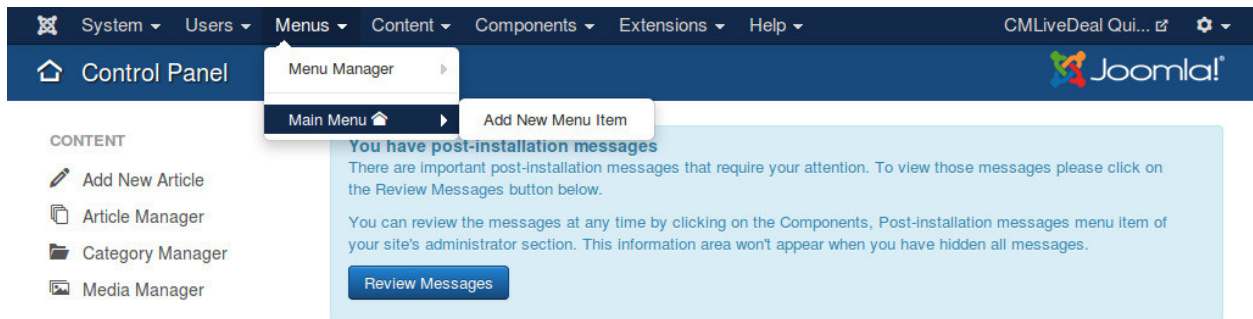 System Users Menus Content Components Extensions Help CMLiveDeal Qui...
Control Panel
Joomla!
Menu Manager
Main Menu
Add New Menu Item
CONTENT
Add New Article
Article Manager
Category Manager
Media Manager
You have post-installation messages
There are important post-installation messages that require your attention. To view those messages please click on
the Review Messages button below.
You can review the messages at any time by clicking on the Components, Post-installation messages menu item of
your site's administrator section. This information area won't appear when you have hidden all messages.
Review Messages